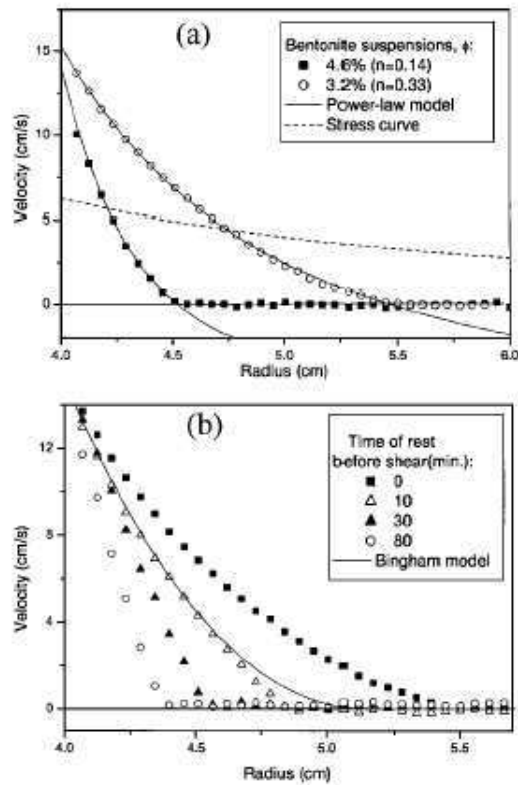 (a)
Bentonite suspensions, ϕ:
4.6% (n=0.14)
3.2% (n=0.33)
Power-law model
Stress curve
Velocity (cm/s)
15
10
5
0
4.0 4.5 5.0 5.5 6.0
Radius (cm)
(b)
Time of rest
before shear(min.):
0
10
30
80
Bingham model
Velocity (cm/s)
12
8
4
0
4.0 4.5 5.0 5.5
Radius (cm)